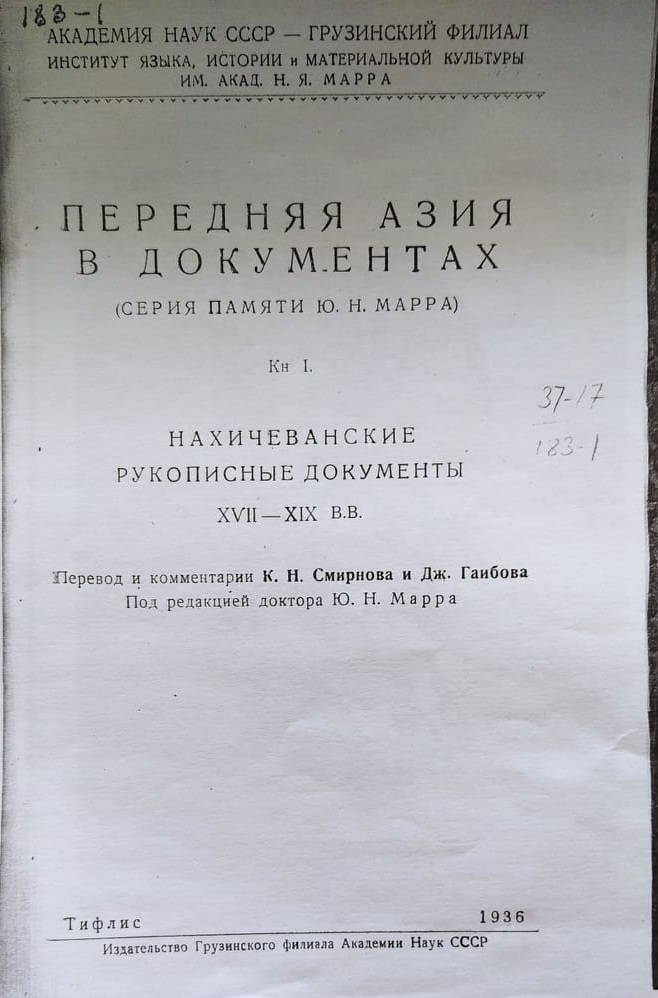 183-1
АКАДЕМИЯ НАУК СССР — ГРУЗИНСКИЙ ФИЛИАЛ
ИНСТИТУТ ЯЗЫКА, ИСТОРИИ и МАТЕРИАЛЬНОЙ КУЛЬТУРЫ
ИМ. АКАД. Н. Я. МАРРА
ПЕРЕДНЯЯ АЗИЯ
В ДОКУМЕНТАХ
(СЕРИЯ ПАМЯТИ Ю. Н. МАРРА)
Кн I.
37-17
183-1
НАХИЧЕВАНСКИЕ
РУКОПИСНЫЕ ДОКУМЕНТЫ
XVII — XIX В.В.
Перевод и комментарии К. Н. Смирнова и Дж. Гаибова
Под редакцией доктора Ю. Н. Марра
Тифлис 1936
Издательство Грузинского филиала Академии Наук СССР